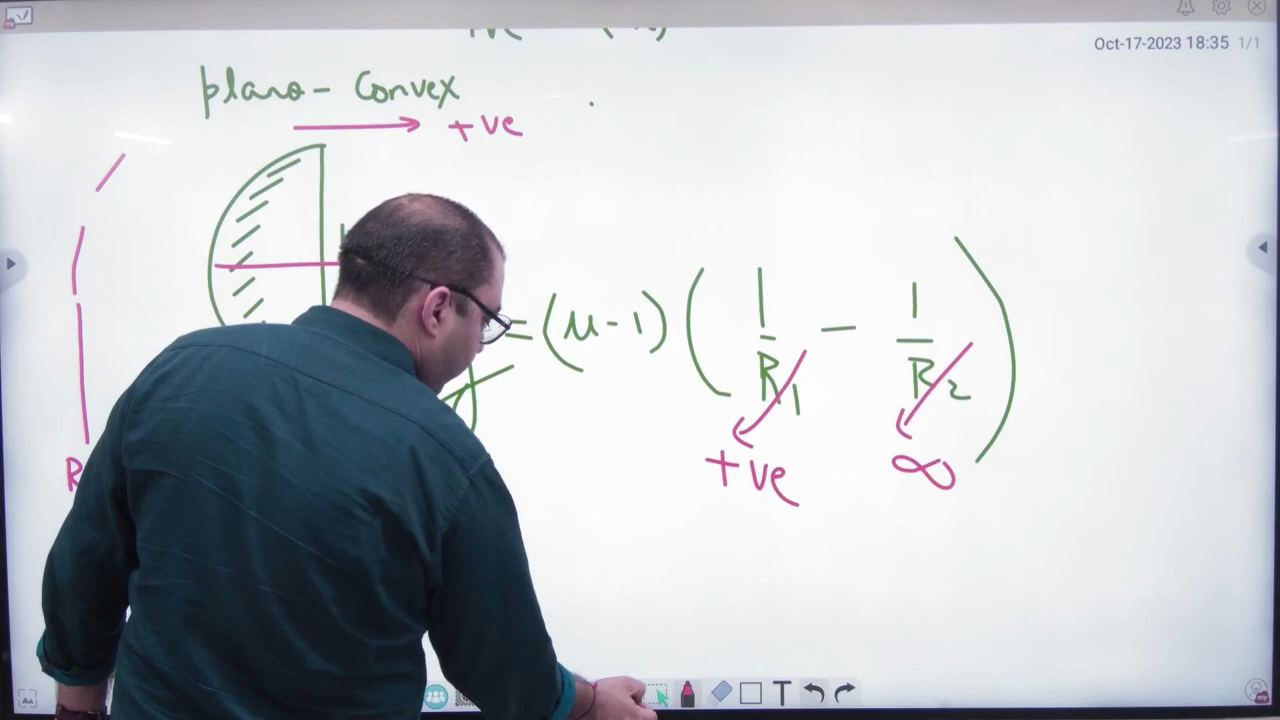 Oct-17-2023 18:35 1/1
plano-Convex
+ve
= (μ-1) ( 1/R1 - 1/R2 )
+ve ∞
R
T